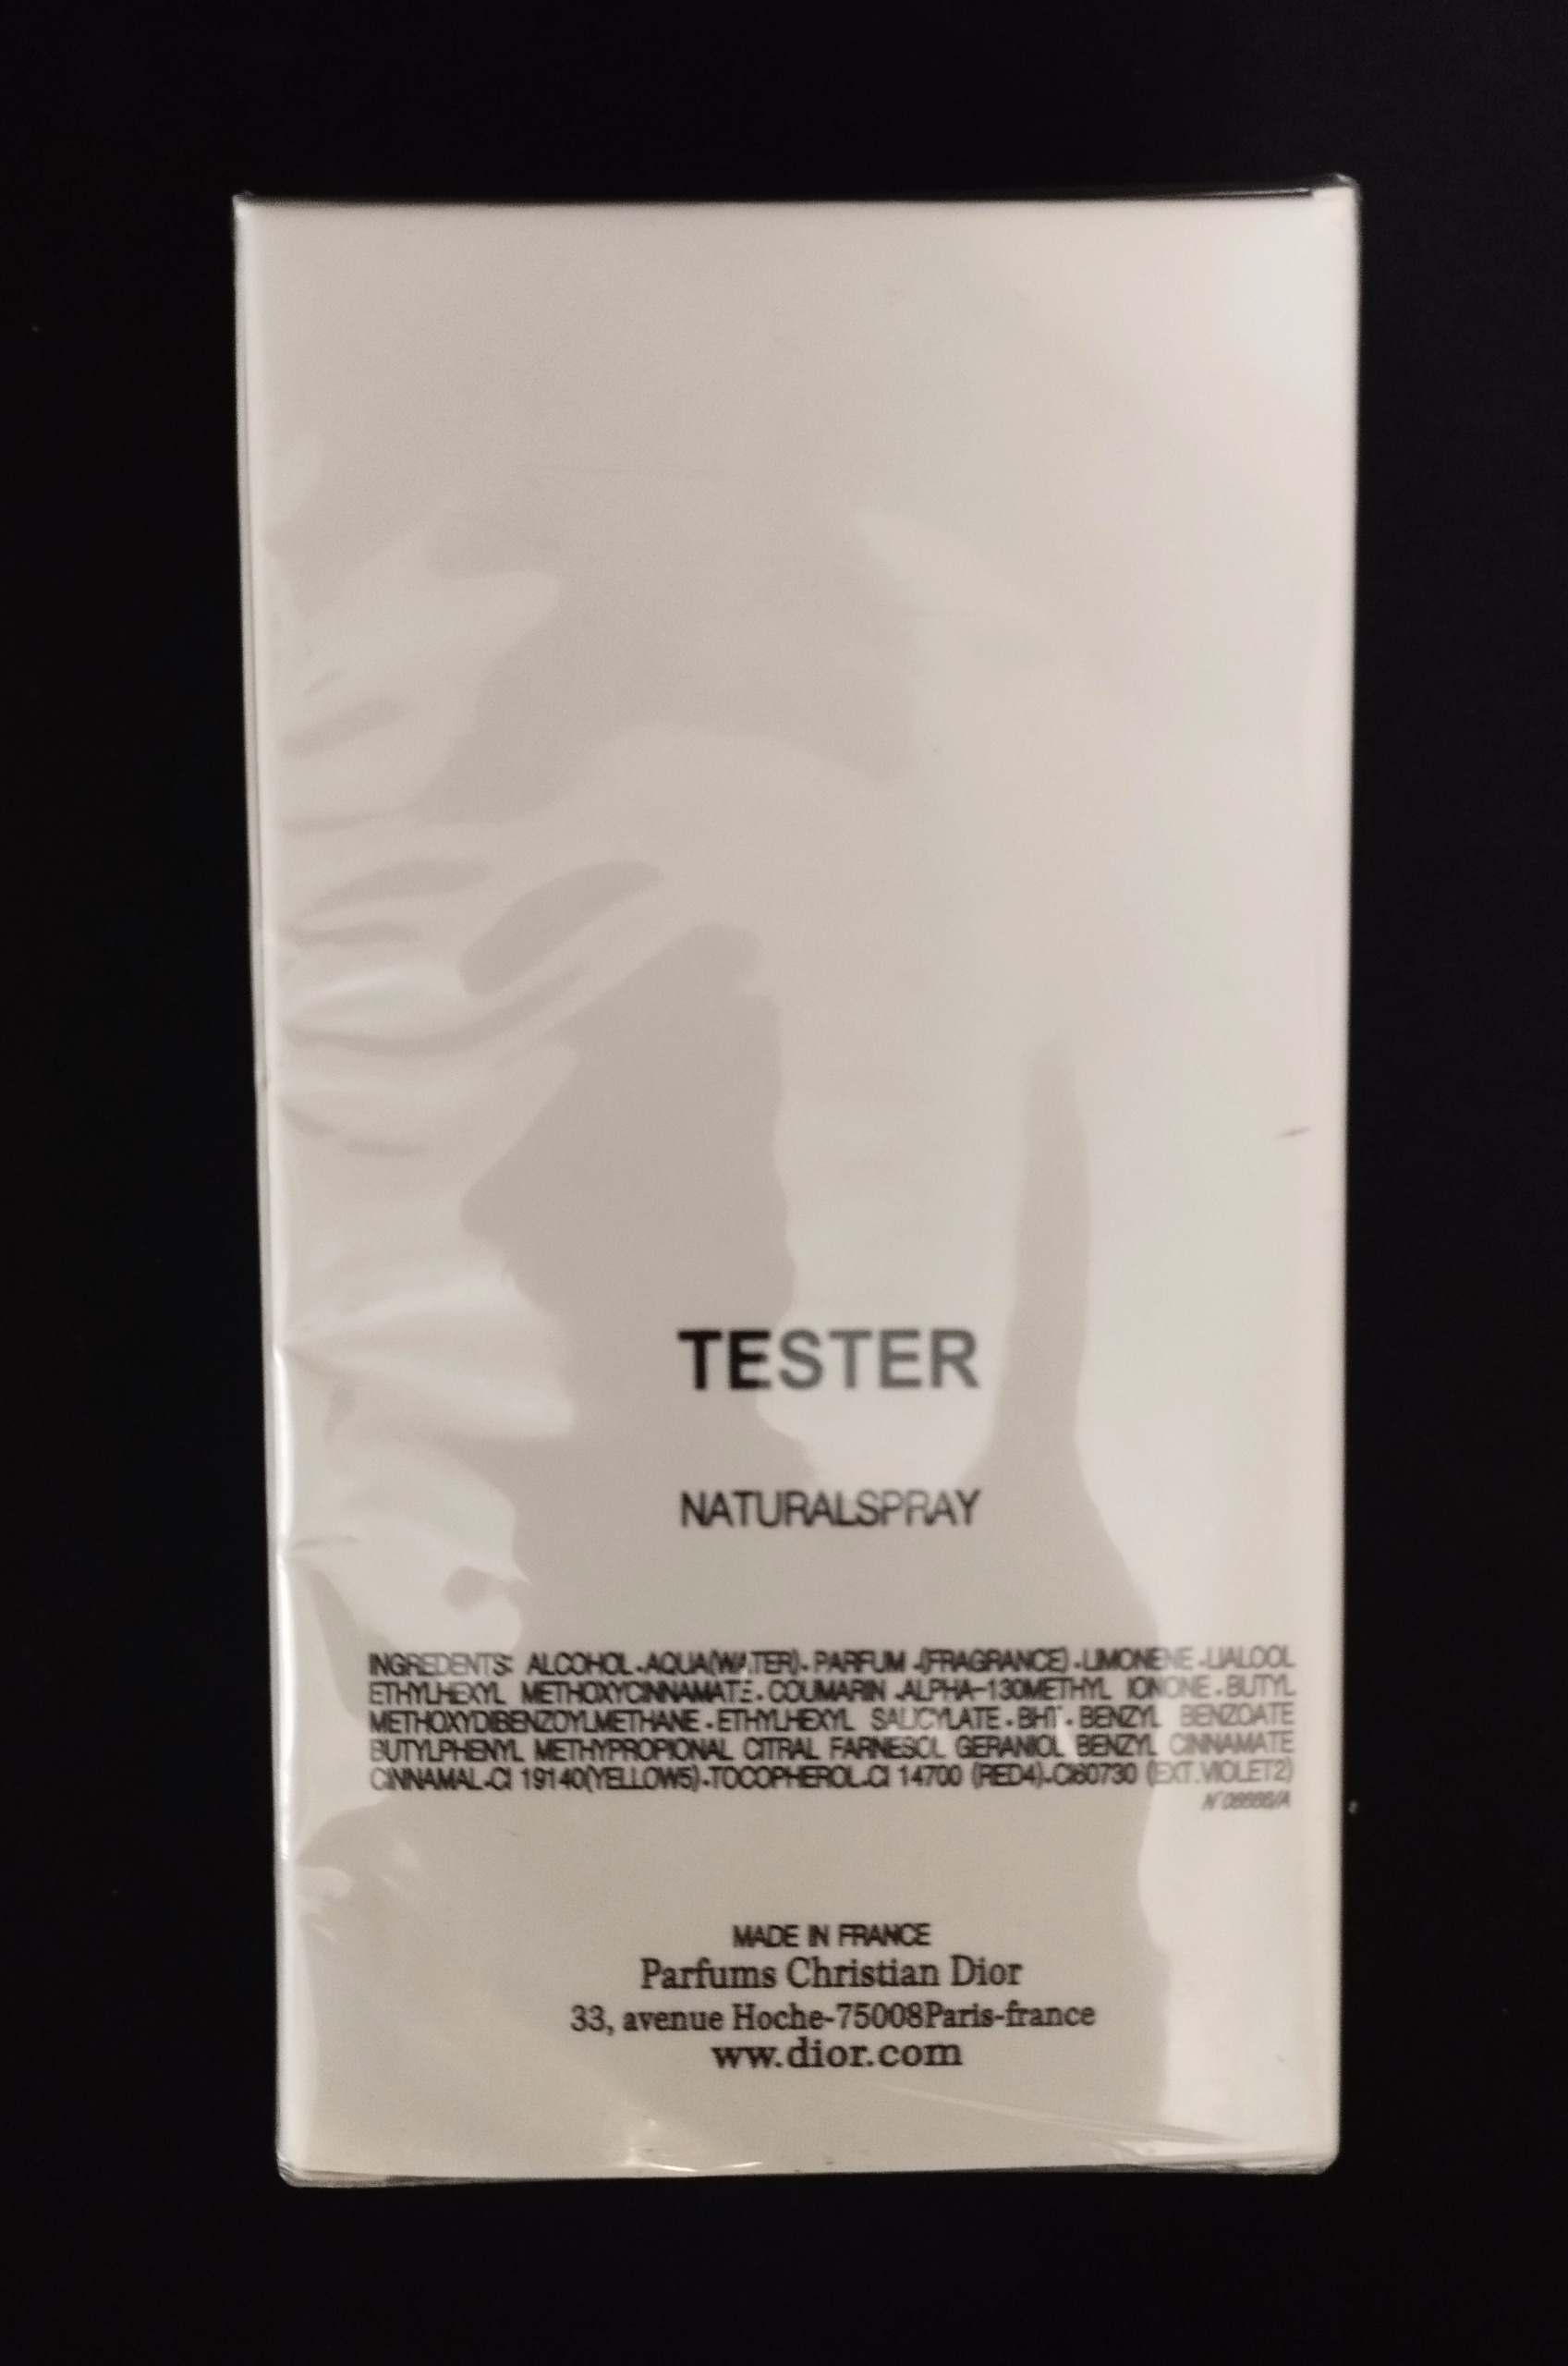 TESTER
NATURALSPRAY
INGREDENTS: ALCOHOL-AQUA(WATER)-PARFUM-(FRAGRANCE)-LIMONENE-LIALOOL
ETHYLHEXYL METHOXYCINNAMATE-COUMARIN-ALPHA-130METHYL IONONE-BUTYL
METHOXYDIBENZOYLMETHANE-ETHYLHEXYL SALICYLATE-BHT-BENZYL BENZOATE
BUTYLPHENYL METHYPROPIONAL CITRAL FARNESOL GERANIOL BENZYL CINNAMATE
CINNAMAL-CI 19140(YELLOW5)-TOCOPHEROL-CI 14700 (RED4)-CI60730 (EXT.VIOLET2)
MADE IN FRANCE
Parfums Christian Dior
33, avenue Hoche-75008Paris-france
ww.dior.com